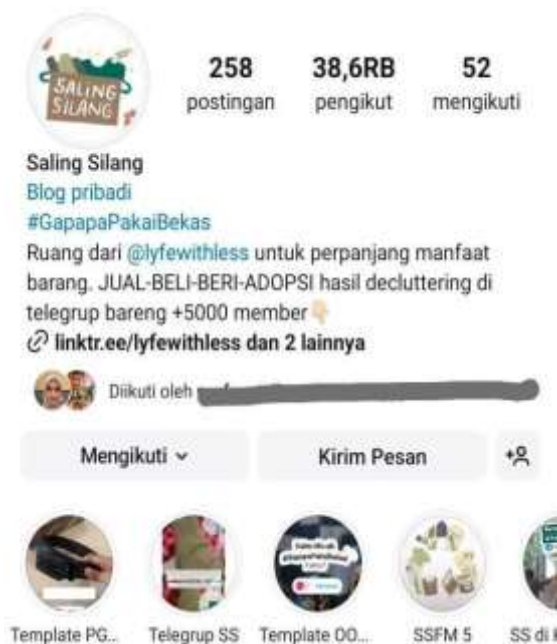 SALING
SILANG
258
postingan
38,6RB
pengikut
52
mengikuti
Saling Silang
Blog pribadi
#GapapaPakaiBekas
Ruang dari @lyfewithless untuk perpanjang manfaat
barang. JUAL-BELI-BERI-ADOPSI hasil decluttering di
telegrup bareng +5000 member
linktr.ee/lyfewithless dan 2 lainnya
Diikuti oleh
Mengikuti
Kirim Pesan
Template PG...
Telegrup SS
Template OO...
SSFM 5
SS di